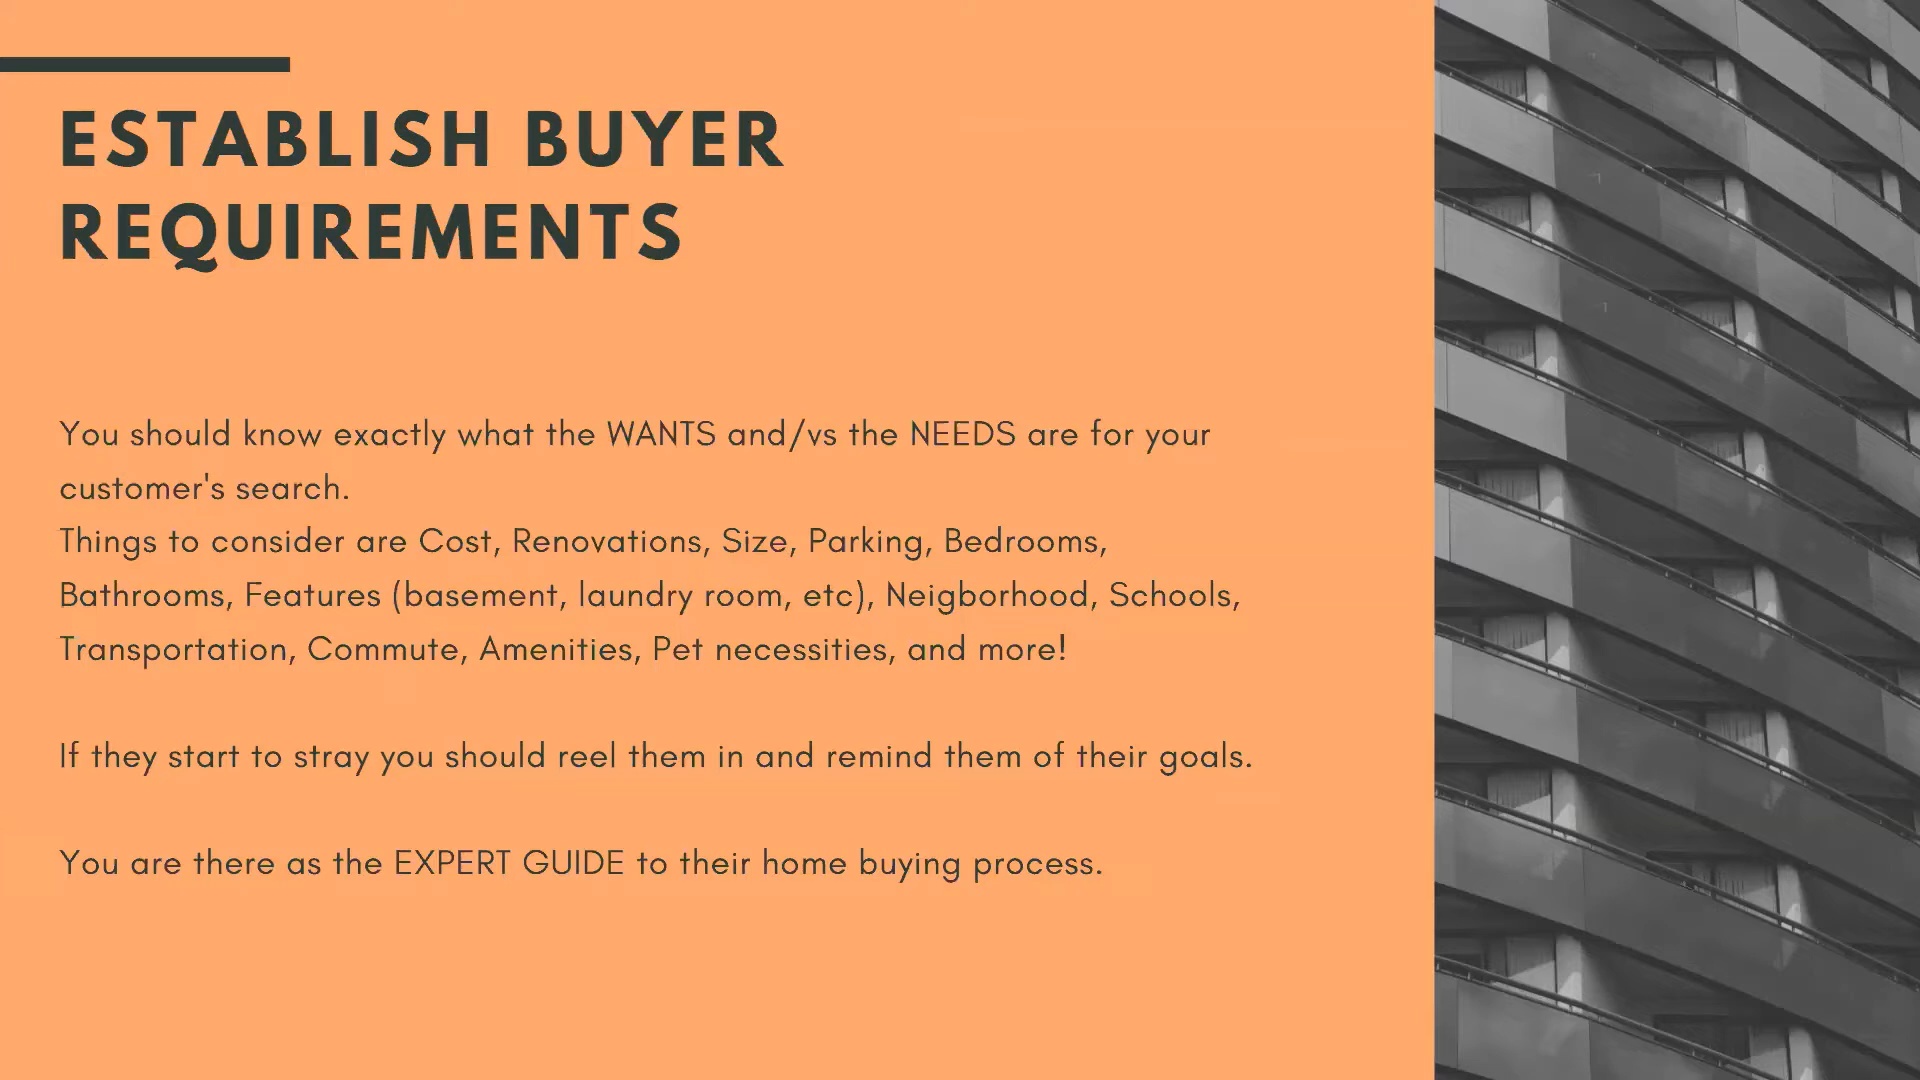 ESTABLISH BUYER
REQUIREMENTS
You should know exactly what the WANTS and/vs the NEEDS are for your
customer's search.
Things to consider are Cost, Renovations, Size, Parking, Bedrooms,
Bathrooms, Features (basement, laundry room, etc), Neigborhood, Schools,
Transportation, Commute, Amenities, Pet necessities, and more!
If they start to stray you should reel them in and remind them of their goals.
You are there as the EXPERT GUIDE to their home buying process.